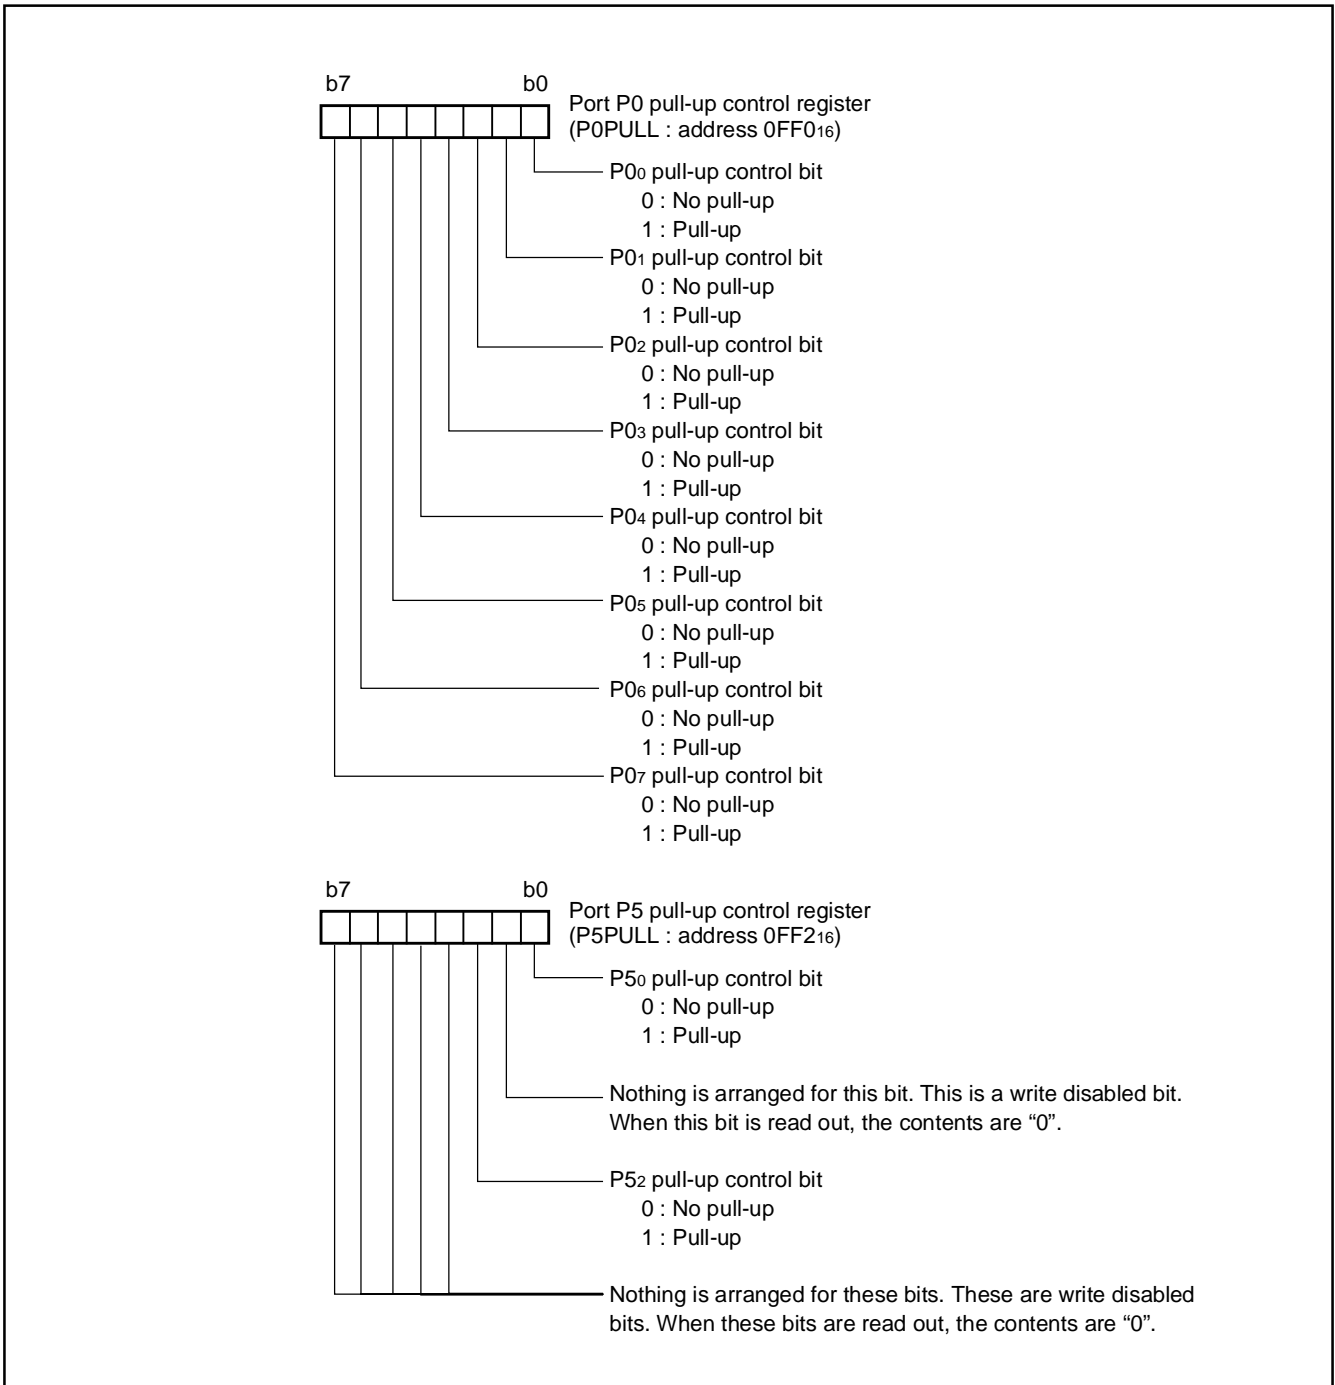 b7 b0
Port P0 pull-up control register
(P0PULL : address 0FF016)
P00 pull-up control bit
0 : No pull-up
1 : Pull-up
P01 pull-up control bit
0 : No pull-up
1 : Pull-up
P02 pull-up control bit
0 : No pull-up
1 : Pull-up
P03 pull-up control bit
0 : No pull-up
1 : Pull-up
P04 pull-up control bit
0 : No pull-up
1 : Pull-up
P05 pull-up control bit
0 : No pull-up
1 : Pull-up
P06 pull-up control bit
0 : No pull-up
1 : Pull-up
P07 pull-up control bit
0 : No pull-up
1 : Pull-up
b7 b0
Port P5 pull-up control register
(P5PULL : address 0FF216)
P50 pull-up control bit
0 : No pull-up
1 : Pull-up
Nothing is arranged for this bit. This is a write disabled bit.
When this bit is read out, the contents are “0”.
P52 pull-up control bit
0 : No pull-up
1 : Pull-up
Nothing is arranged for these bits. These are write disabled
bits. When these bits are read out, the contents are “0”.